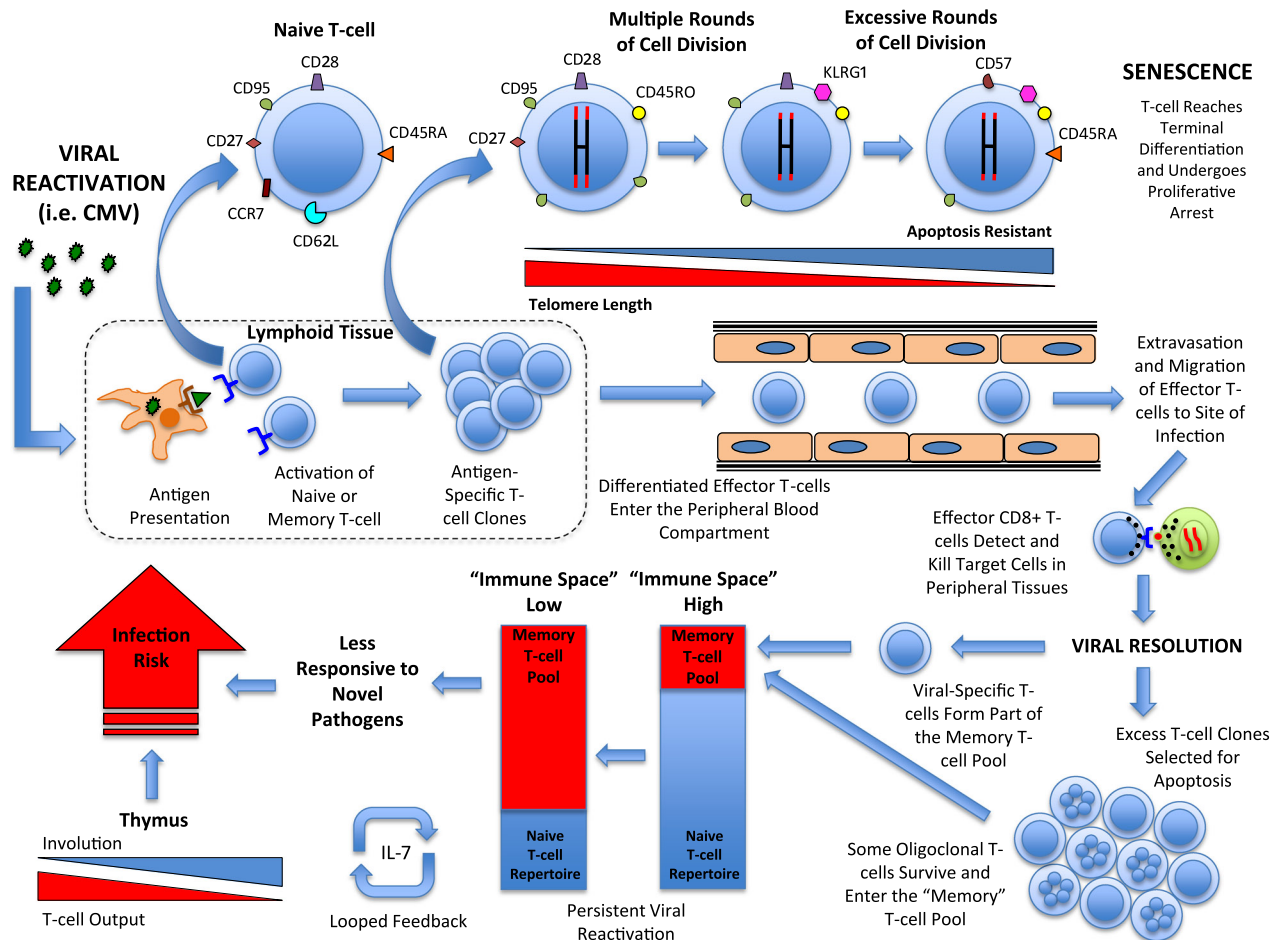 Naive T-cell
CD28
CD95
CD27
CD45RA
CCR7
CD62L
Multiple Rounds
of Cell Division
CD28
CD95
CD45RO
CD27
KLRG1
Excessive Rounds
of Cell Division
CD57
CD45RA
SENESCENCE
T-cell Reaches
Terminal
Differentiation
and Undergoes
Proliferative
Arrest
VIRAL
REACTIVATION
(i.e. CMV)
Apoptosis Resistant
Telomere Length
Lymphoid Tissue
Antigen
Presentation
Activation of
Naive or
Memory T-cell
Antigen-
Specific T-
cell Clones
Differentiated Effector T-cells
Enter the Peripheral Blood
Compartment
Extravasation
and Migration
of Effector T-
cells to Site of
Infection
Effector CD8+ T-
cells Detect and
Kill Target Cells in
Peripheral Tissues
VIRAL RESOLUTION
Viral-Specific T-
cells Form Part of
the Memory T-
cell Pool
Excess T-cell Clones
Selected for
Apoptosis
Some Oligoclonal T-
cells Survive and
Enter the “Memory”
T-cell Pool
“Immune Space”
High
Memory
T-cell
Pool
Naive
T-cell
Repertoire
“Immune Space”
Low
Memory
T-cell
Pool
Naive
T-cell
Repertoire
Persistent Viral
Reactivation
IL-7
Looped Feedback
Less
Responsive to
Novel
Pathogens
Infection
Risk
Thymus
Involution
T-cell Output